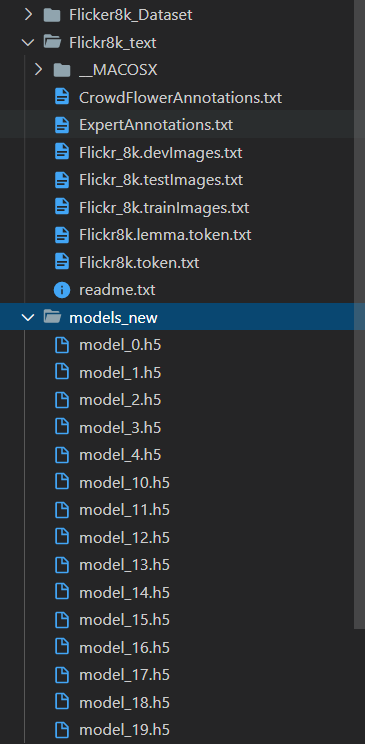 Flicker8k_Dataset
Flickr8k_text
__MACOSX
CrowdFlowerAnnotations.txt
ExpertAnnotations.txt
Flickr_8k.devImages.txt
Flickr_8k.testImages.txt
Flickr_8k.trainImages.txt
Flickr8k.lemma.token.txt
Flickr8k.token.txt
readme.txt
models_new
model_0.h5
model_1.h5
model_2.h5
model_3.h5
model_4.h5
model_10.h5
model_11.h5
model_12.h5
model_13.h5
model_14.h5
model_15.h5
model_16.h5
model_17.h5
model_18.h5
model_19.h5